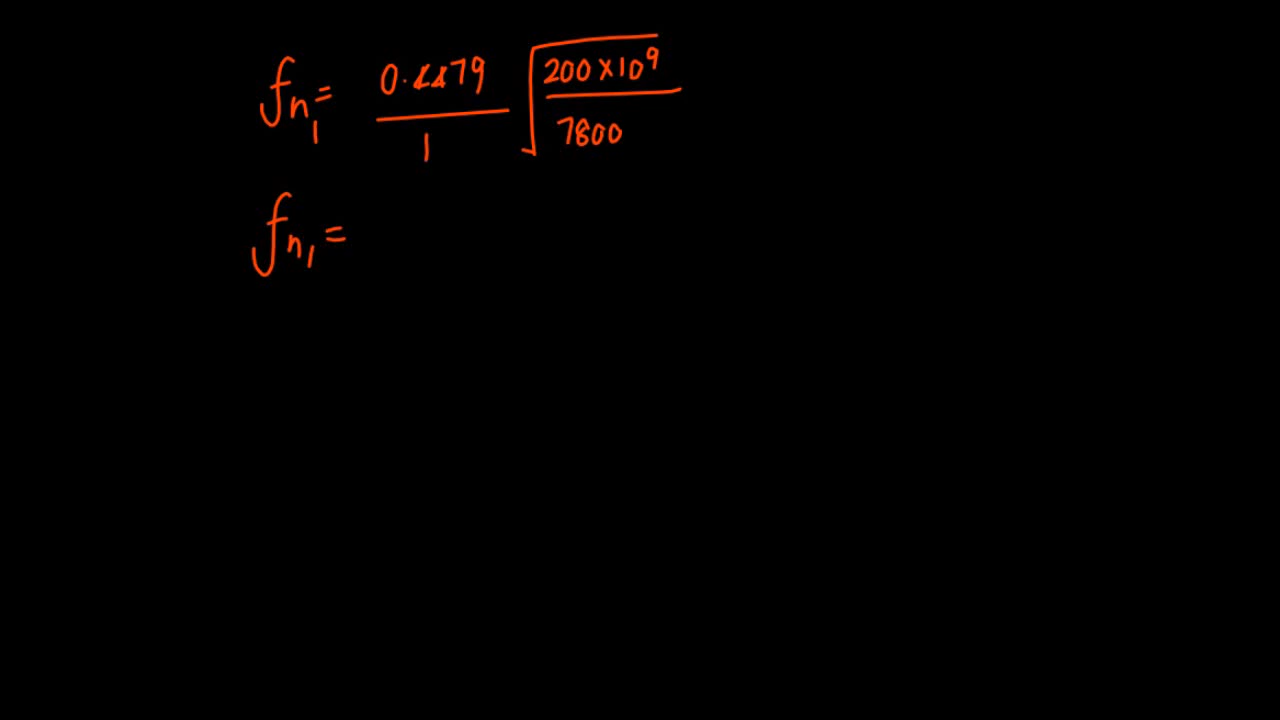 fn₁ = 0.4479/1 √(200×10⁹/7800)
fn₁ =